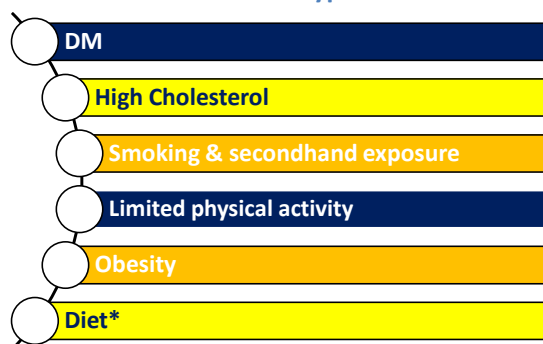 DM
High Cholesterol
Smoking & secondhand exposure
Limited physical activity
Obesity
Diet*